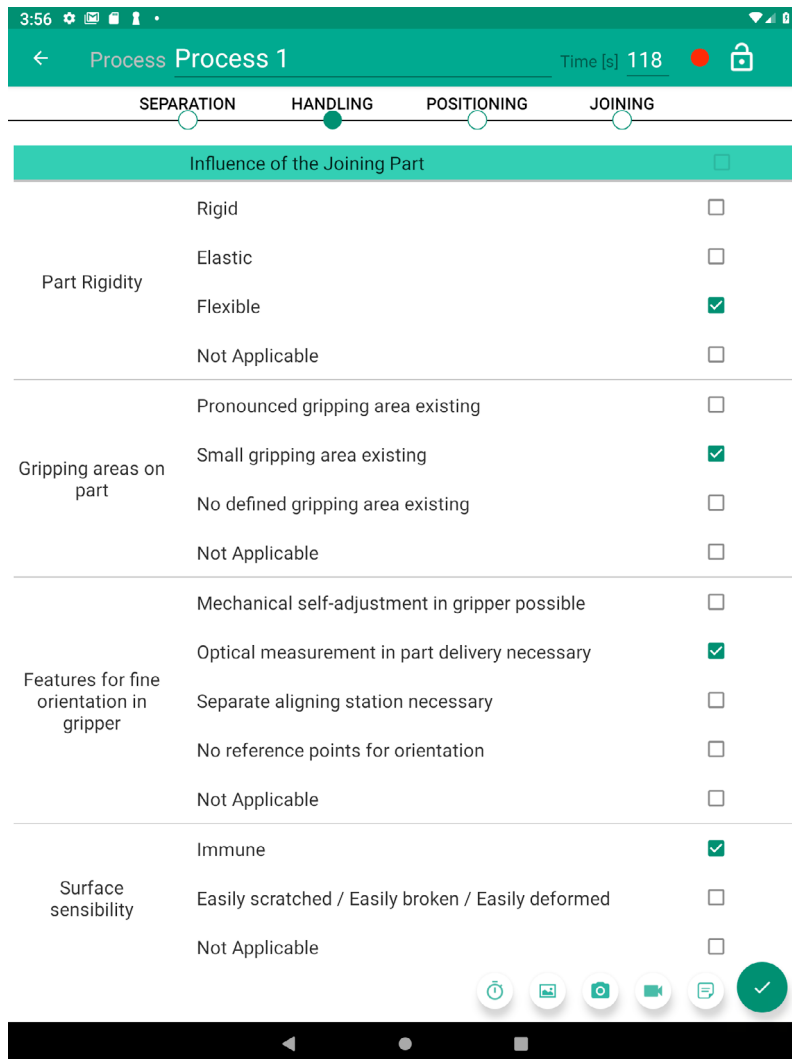 3:56
Process Process 1 Time [s] 118
SEPARATION HANDLING POSITIONING JOINING
Influence of the Joining Part
Part Rigidity
Rigid
Elastic
Flexible
Not Applicable
Gripping areas on
part
Pronounced gripping area existing
Small gripping area existing
No defined gripping area existing
Not Applicable
Features for fine
orientation in
gripper
Mechanical self-adjustment in gripper possible
Optical measurement in part delivery necessary
Separate aligning station necessary
No reference points for orientation
Not Applicable
Surface
sensibility
Immune
Easily scratched / Easily broken / Easily deformed
Not Applicable